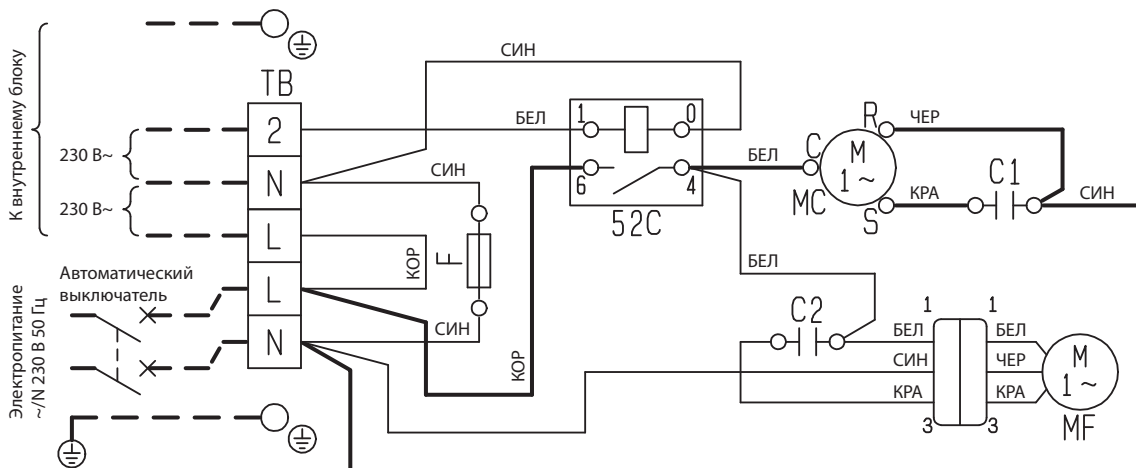 К внутреннему блоку
230 В~
230 В~
Автоматический
выключатель
Электропитание
~/N 230 В 50 Гц
TB
2
N
L
L
N
СИН
БЕЛ
СИН
КОР
F
СИН
КОР
1
0
6
4
52C
БЕЛ
БЕЛ
C
R
S
M
1~
MC
ЧЕР
КРА
C1
СИН
C2
БЕЛ
СИН
КРА
1
3
1
3
БЕЛ
ЧЕР
КРА
M
1~
MF